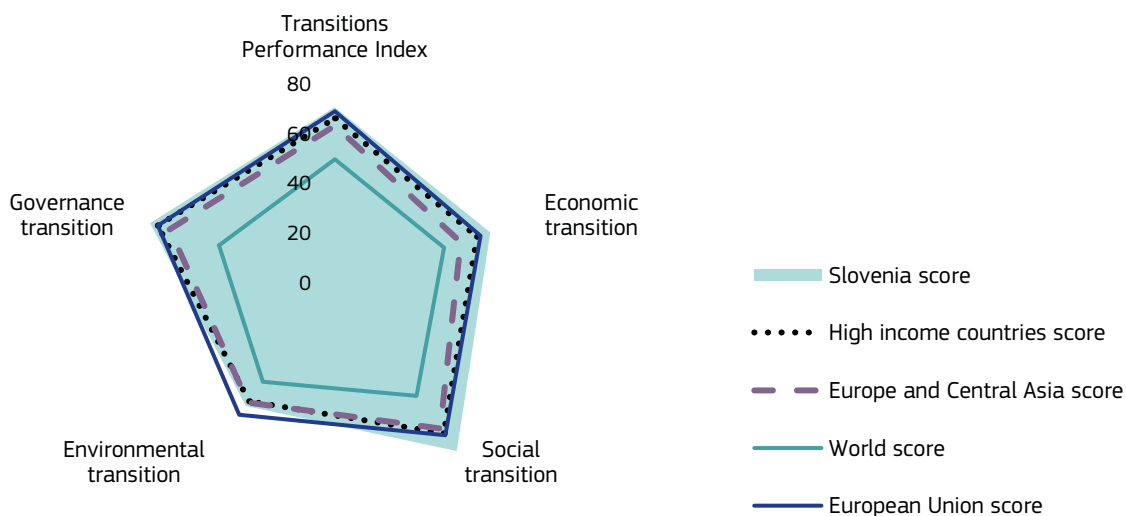 Transitions
Performance Index
80
60
40
20
0
Governance
transition
Economic
transition
Environmental
transition
Social
transition
Slovenia score
High income countries score
Europe and Central Asia score
World score
European Union score